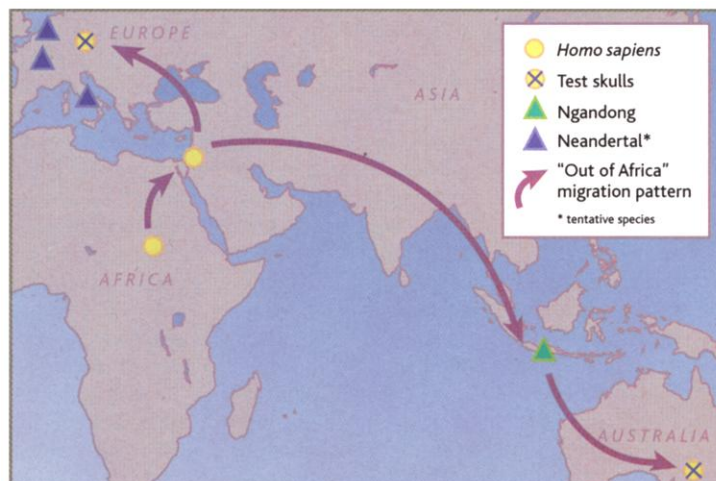 EUROPE
ASIA
AFRICA
AUSTRALIA
Homo sapiens
Test skulls
Ngandong
Neandertal*
"Out of Africa"
migration pattern
* tentative species